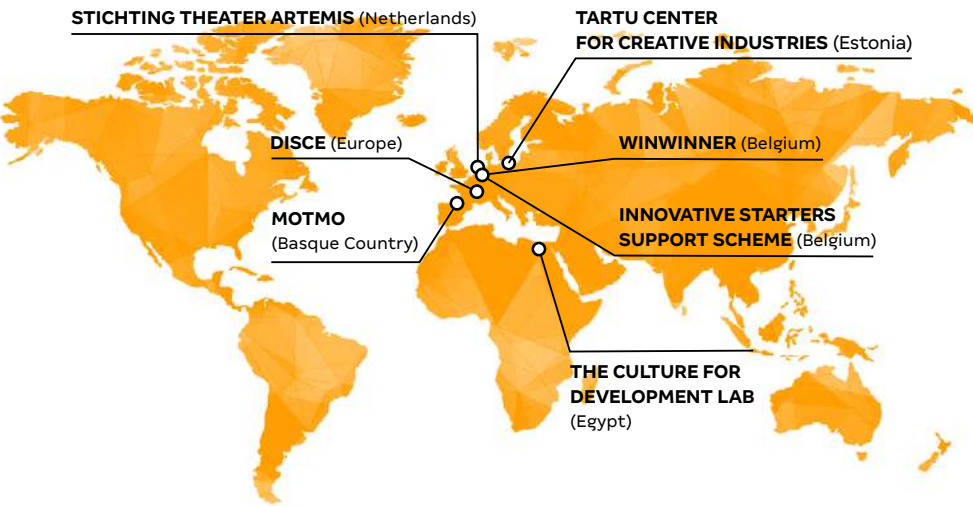 STICHTING THEATER ARTEMIS (Netherlands)
TARTU CENTER
FOR CREATIVE INDUSTRIES (Estonia)
DISCE (Europe)
WINWINNER (Belgium)
MOTMO
(Basque Country)
INNOVATIVE STARTERS
SUPPORT SCHEME (Belgium)
THE CULTURE FOR
DEVELOPMENT LAB
(Egypt)